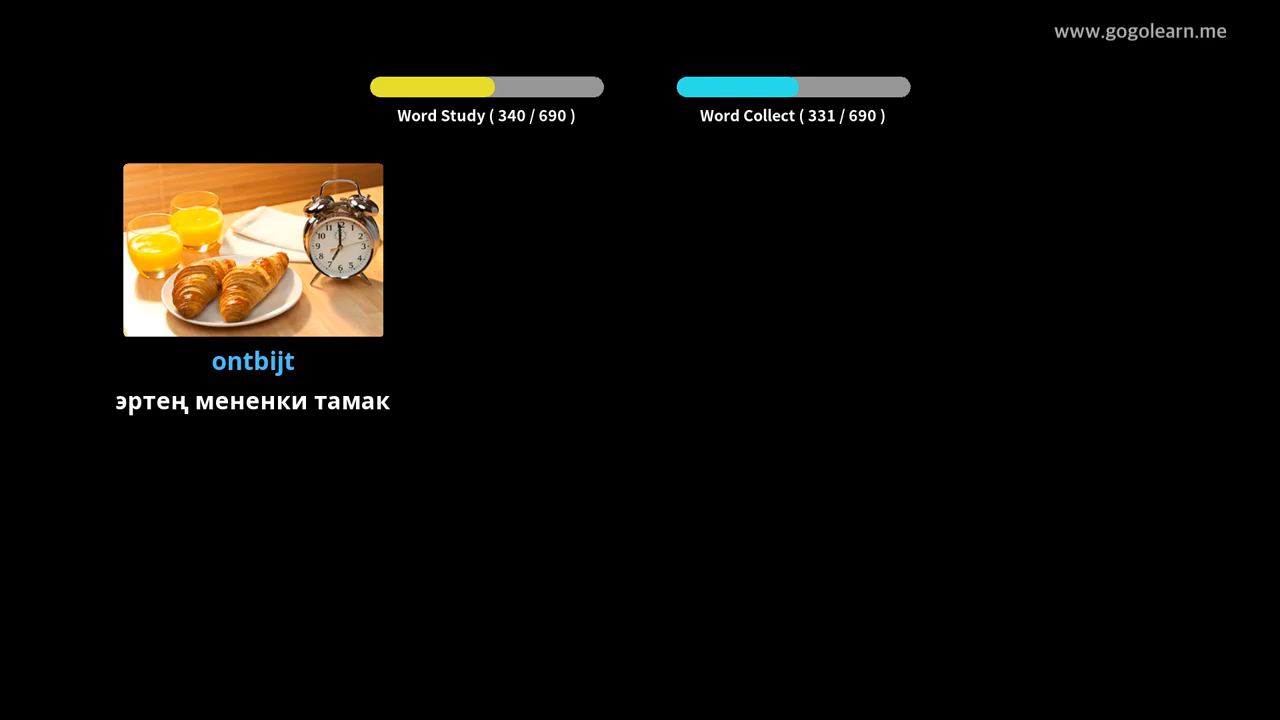 www.gogolearn.me
Word Study ( 340 / 690 )
Word Collect ( 331 / 690 )
ontbijt
эртең мененки тамак